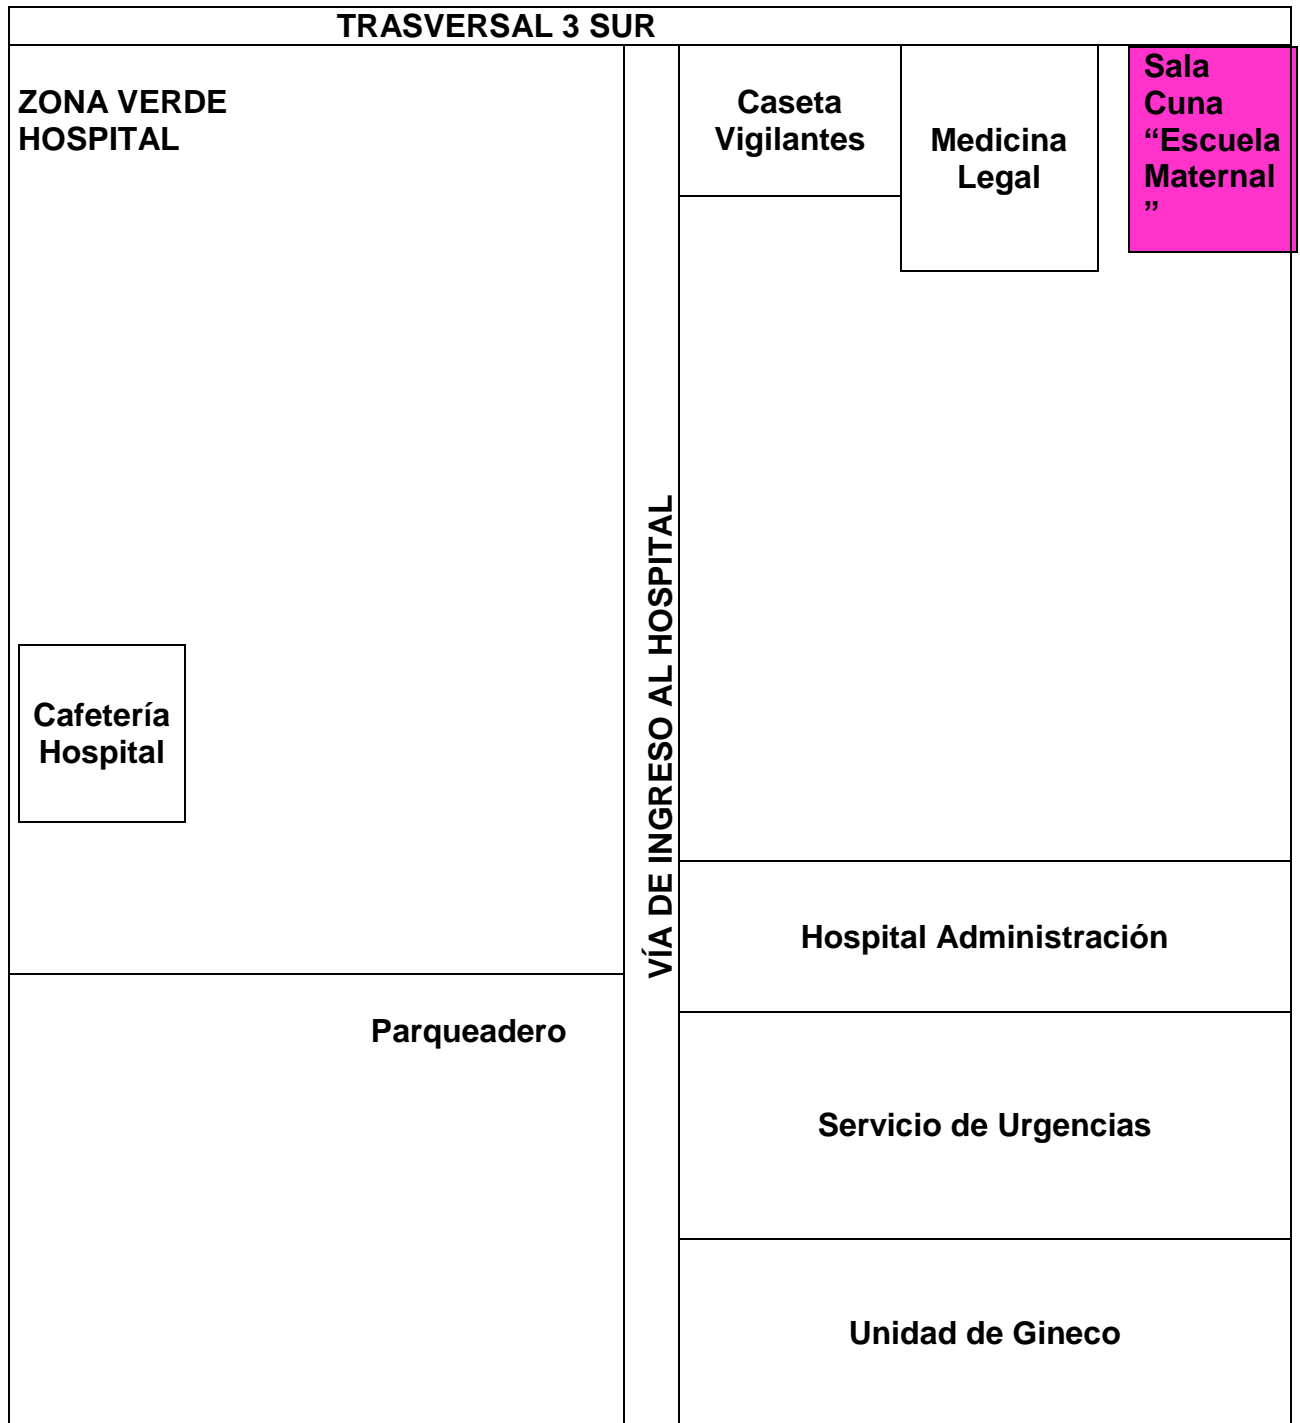 TRASVERSAL 3 SUR
ZONA VERDE
HOSPITAL
Caseta
Vigilantes
Medicina
Legal
Sala
Cuna
“Escuela
Maternal
”
VÍA DE INGRESO AL HOSPITAL
Cafetería
Hospital
Hospital Administración
Parqueadero
Servicio de Urgencias
Unidad de Gineco